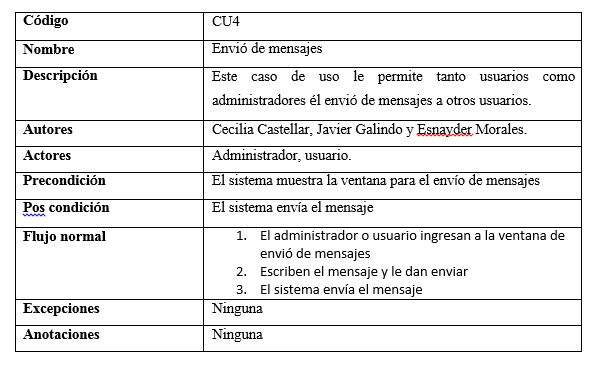 Código CU4
Nombre Envió de mensajes
Descripción Este caso de uso le permite tanto usuarios como
administradores él envió de mensajes a otros usuarios.
Autores Cecilia Castellar, Javier Galindo y Esnayder Morales.
Actores Administrador, usuario.
Precondición El sistema muestra la ventana para el envío de mensajes
Pos condición El sistema envía el mensaje
Flujo normal 1. El administrador o usuario ingresan a la ventana de
envió de mensajes
2. Escriben el mensaje y le dan enviar
3. El sistema envía el mensaje
Excepciones Ninguna
Anotaciones Ninguna